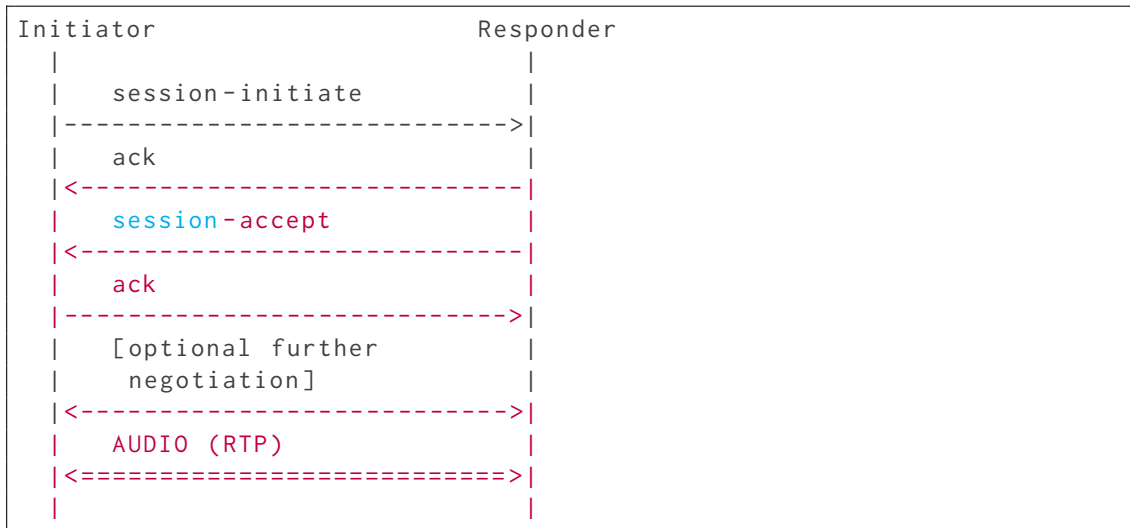 Initiator                    Responder
  |                             |
  |   session-initiate          |
  |---------------------------->|
  |   ack                       |
  |<----------------------------|
  |   session-accept            |
  |<----------------------------|
  |   ack                       |
  |---------------------------->|
  |   [optional further         |
  |    negotiation]             |
  |<--------------------------->|
  |   AUDIO (RTP)               |
  |<===========================>|
  |                             |